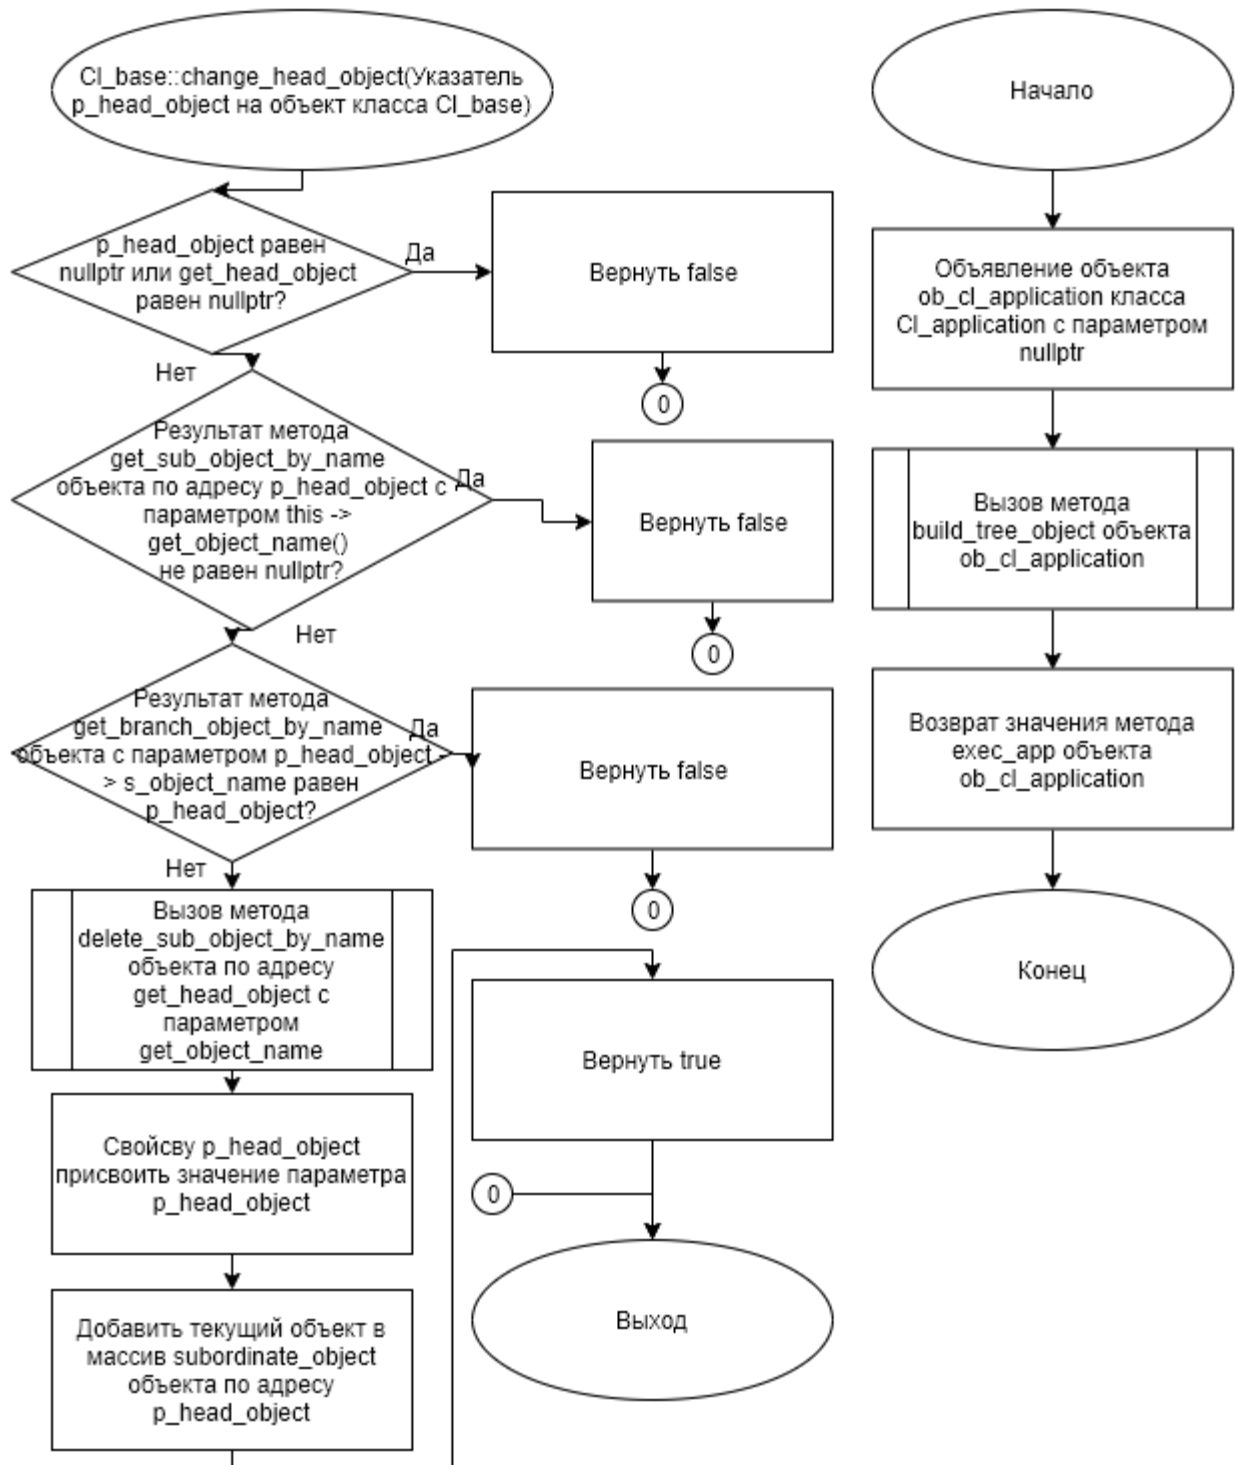 Cl_base::change_head_object(Указатель
p_head_object на объект класса Cl_base)
p_head_object равен
nullptr или get_head_object
равен nullptr?
Да
Вернуть false
0
Нет
Результат метода
get_sub_object_by_name
объекта по адресу p_head_object с
параметром this ->
get_object_name()
не равен nullptr?
Да
Вернуть false
0
Нет
Результат метода
get_branch_object_by_name
объекта с параметром p_head_object -
> s_object_name равен
p_head_object?
Да
Вернуть false
0
Нет
Вызов метода
delete_sub_object_by_name
объекта по адресу
get_head_object с
параметром
get_object_name
Свойсву p_head_object
присвоить значение параметра
p_head_object
Добавить текущий объект в
массив subordinate_object
объекта по адресу
p_head_object
Вернуть true
0
Выход
Начало
Объявление объекта
ob_cl_application класса
Cl_application с параметром
nullptr
Вызов метода
build_tree_object объекта
ob_cl_application
Возврат значения метода
exec_app объекта
ob_cl_application
Конец